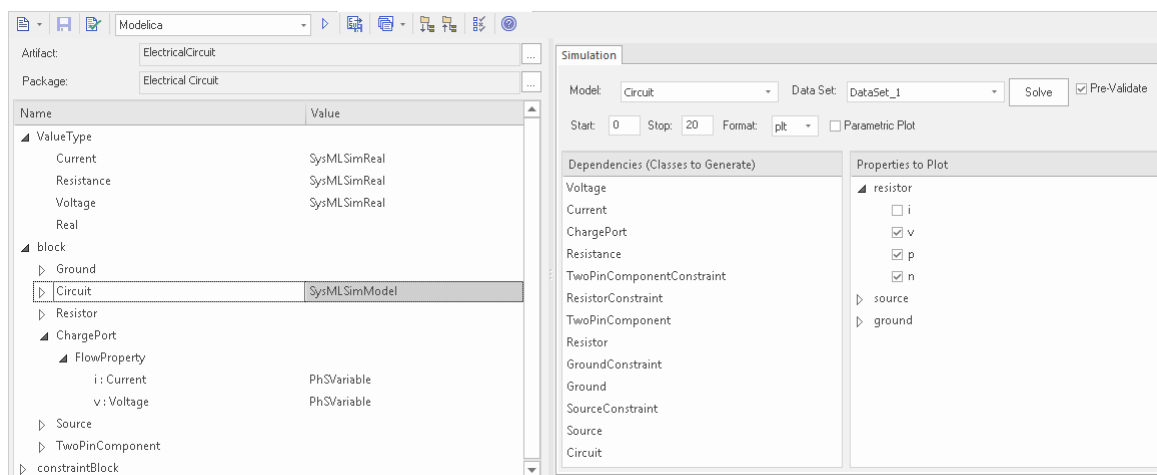 Modelica
Artifact: ElectricalCircuit ...
Package: Electrical Circuit ...
Name Value
ValueType
Current SysMLSimReal
Resistance SysMLSimReal
Voltage SysMLSimReal
Real
block
Ground
Circuit SysMLSimModel
Resistor
ChargePort
FlowProperty
i : Current PhSVariable
v : Voltage PhSVariable
Source
TwoPinComponent
constraintBlock
Simulation
Model: Circuit Data Set: DataSet_1 Solve Pre-Validate
Start: 0 Stop: 20 Format: plt Parametric Plot
Dependencies (Classes to Generate)
Voltage
Current
ChargePort
Resistance
TwoPinComponentConstraint
ResistorConstraint
TwoPinComponent
Resistor
GroundConstraint
Ground
SourceConstraint
Source
Circuit
Properties to Plot
resistor
i
v
p
n
source
ground